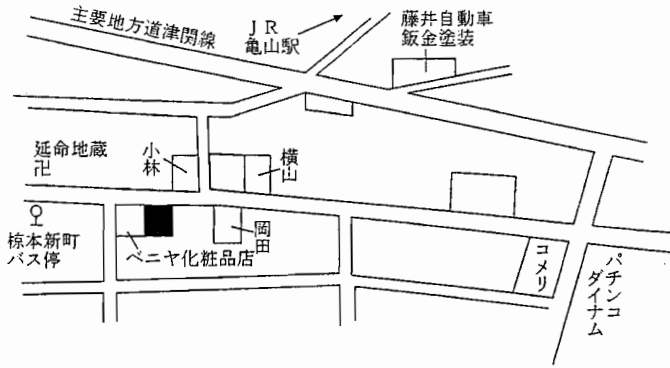 主要地方道津関線
JR
亀山駅
藤井自動車
鈑金塗装
延命地蔵
卍
小林
横山
椋本新町
バス停
ベニヤ化粧品店
岡田
コメリ
パチンコ
ダイナム